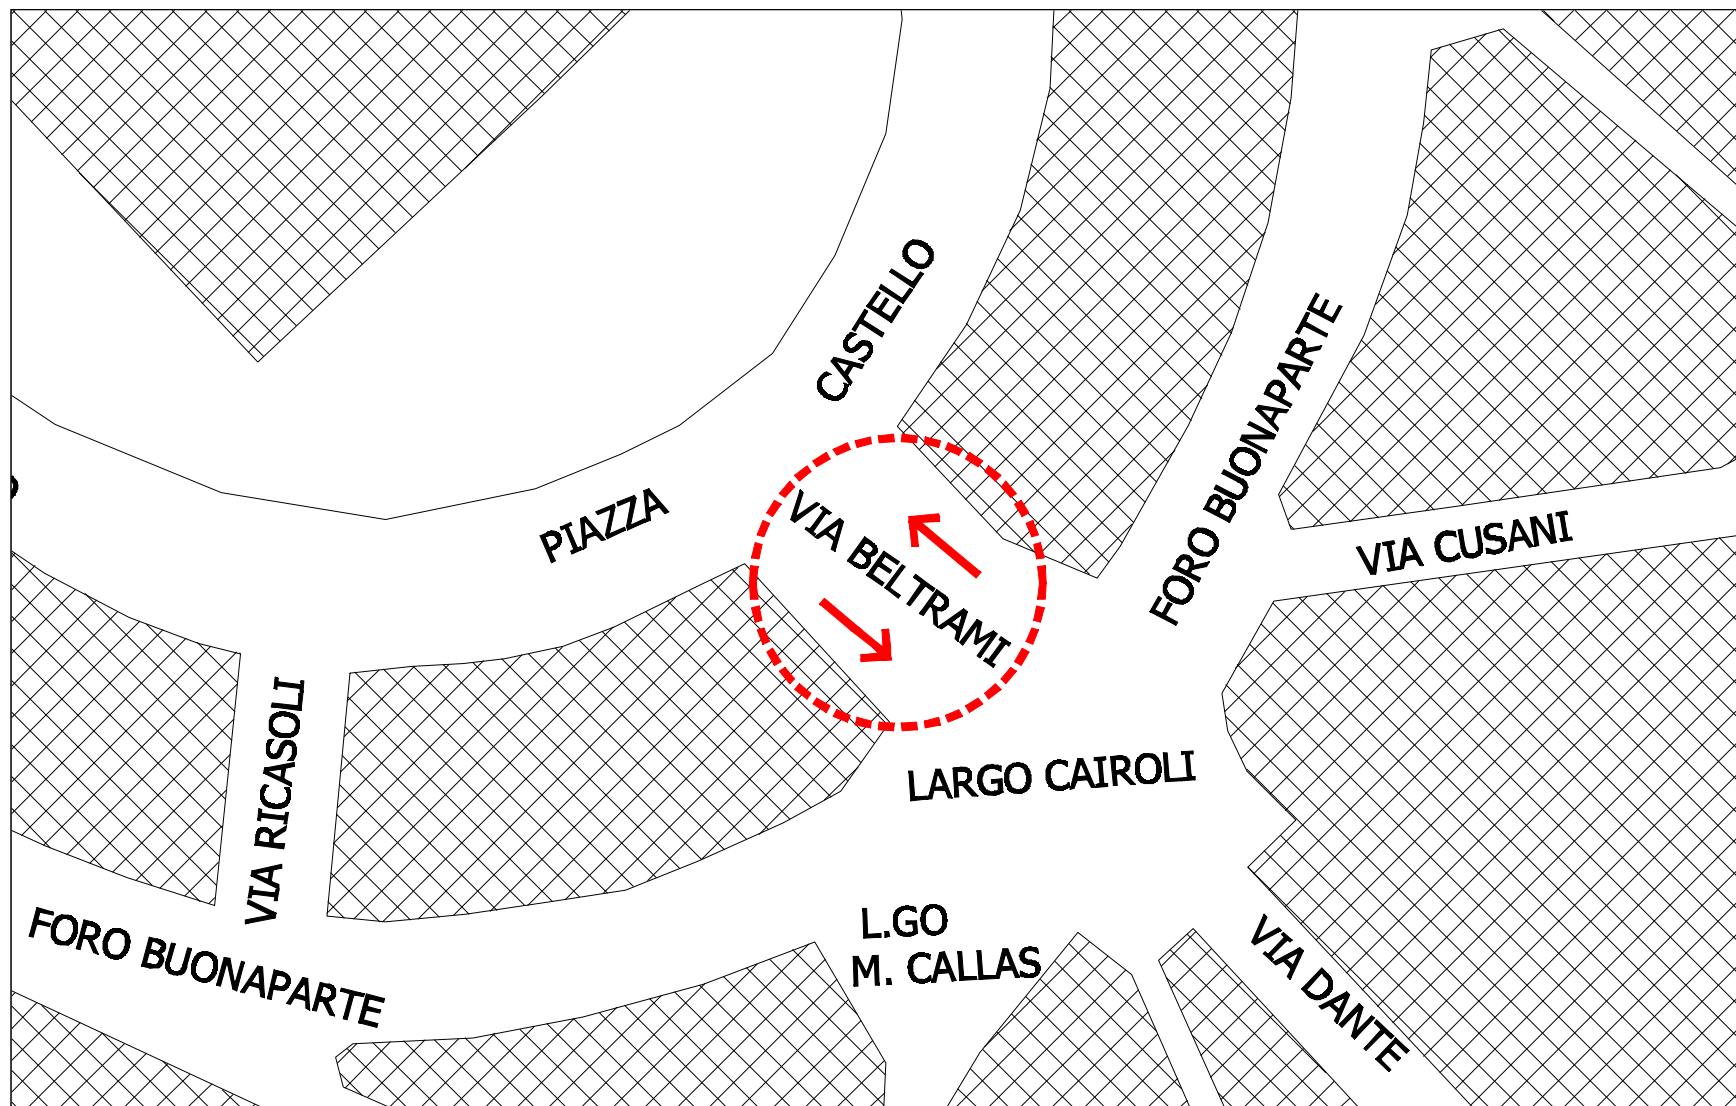 CASTELLO
FORO BUONAPARTE
PIAZZA
VIA BELTRAMI
VIA CUSANI
VIA RICASOLI
LARGO CAIROLI
FORO BUONAPARTE
L.GO
M. CALLAS
VIA DANTE